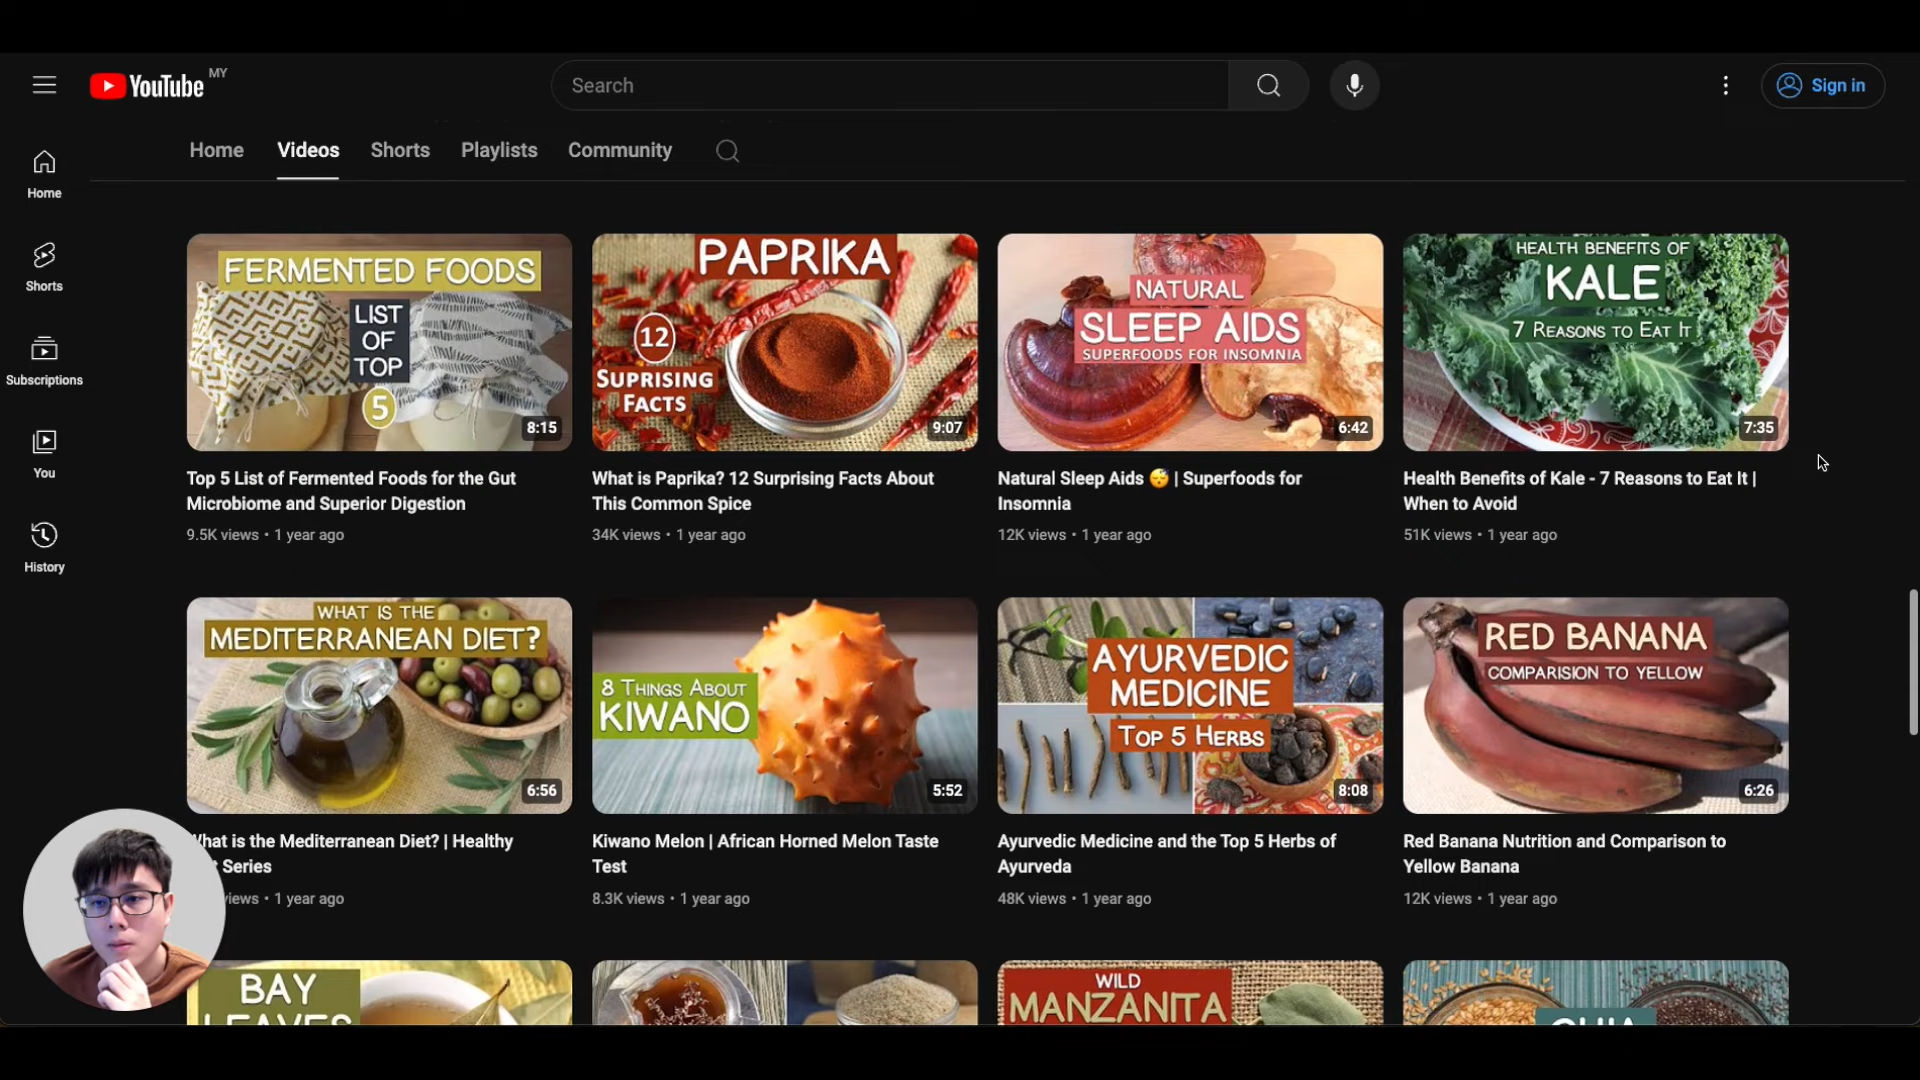 YouTube MY
Search
Sign in
Home
Videos
Shorts
Playlists
Community
Home
Shorts
Subscriptions
You
History
FERMENTED FOODS
LIST
OF
TOP
5
8:15
PAPRIKA
12
SUPRISING
FACTS
9:07
NATURAL
SLEEP AIDS
SUPERFOODS FOR INSOMNIA
6:42
HEALTH BENEFITS OF
KALE
7 REASONS TO EAT IT
7:35
Top 5 List of Fermented Foods for the Gut
Microbiome and Superior Digestion
9.5K views • 1 year ago
What is Paprika? 12 Surprising Facts About
This Common Spice
34K views • 1 year ago
Natural Sleep Aids 😴 | Superfoods for
Insomnia
12K views • 1 year ago
Health Benefits of Kale - 7 Reasons to Eat It |
When to Avoid
51K views • 1 year ago
WHAT IS THE
MEDITERRANEAN DIET?
6:56
8 THINGS ABOUT
KIWANO
5:52
AYURVEDIC
MEDICINE
TOP 5 HERBS
8:08
RED BANANA
COMPARISION TO YELLOW
6:26
What is the Mediterranean Diet? | Healthy
Series
views • 1 year ago
Kiwano Melon | African Horned Melon Taste
Test
8.3K views • 1 year ago
Ayurvedic Medicine and the Top 5 Herbs of
Ayurveda
48K views • 1 year ago
Red Banana Nutrition and Comparison to
Yellow Banana
12K views • 1 year ago
BAY
LEAVES
WILD
MANZANITA
CHIA